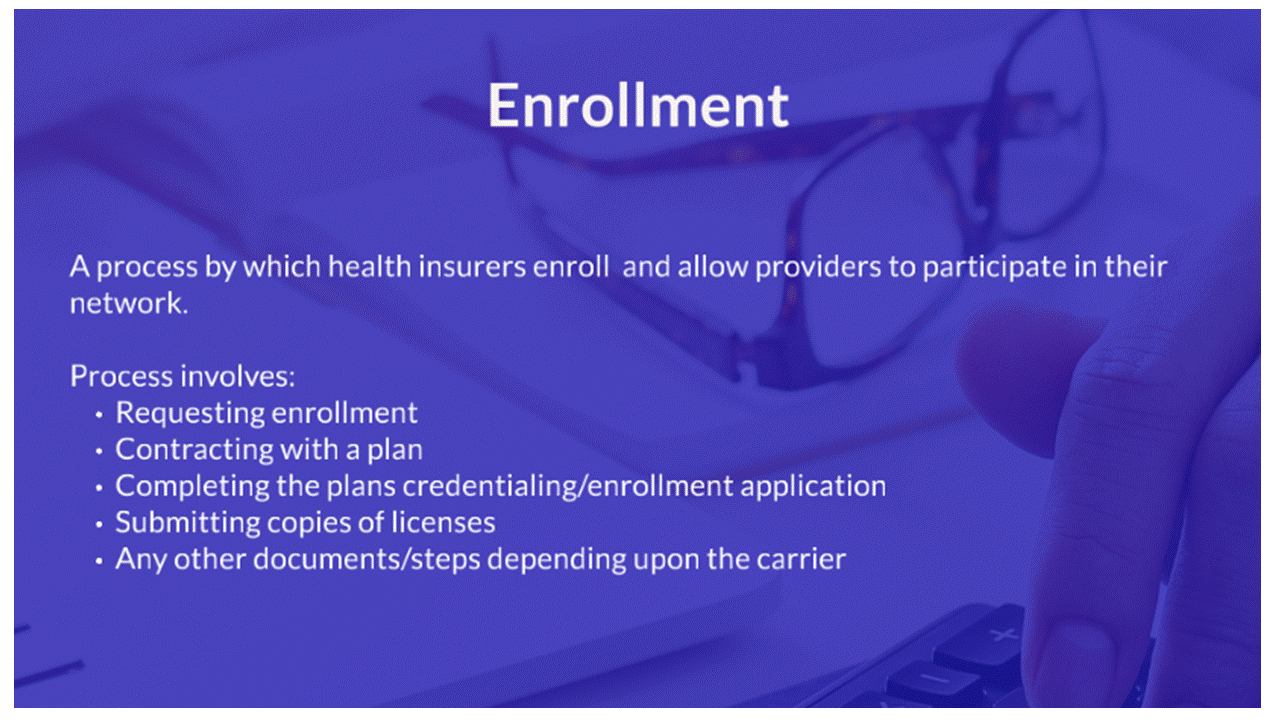 Enrollment
A process by which health insurers enroll  and allow providers to participate in their
network.
Process involves:
• Requesting enrollment
• Contracting with a plan
• Completing the plans credentialing/enrollment application
• Submitting copies of licenses
• Any other documents/steps depending upon the carrier
+
−